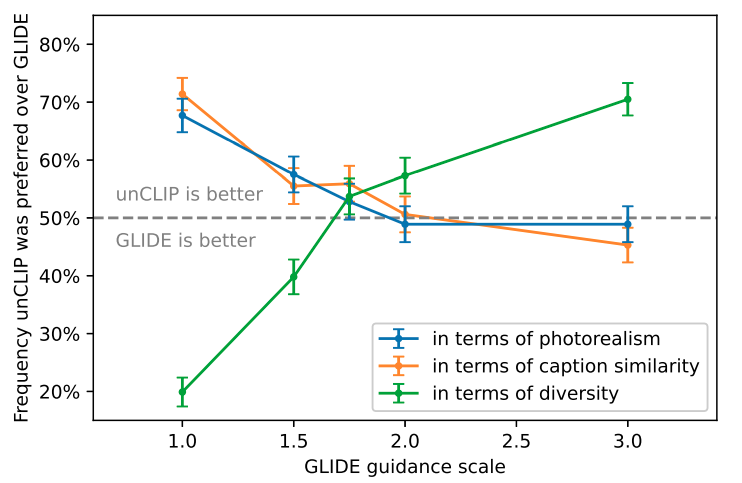 Frequency unCLIP was preferred over GLIDE
80%
70%
60%
50%
40%
30%
20%
unCLIP is better
GLIDE is better
in terms of photorealism
in terms of caption similarity
in terms of diversity
1.0 1.5 2.0 2.5 3.0
GLIDE guidance scale